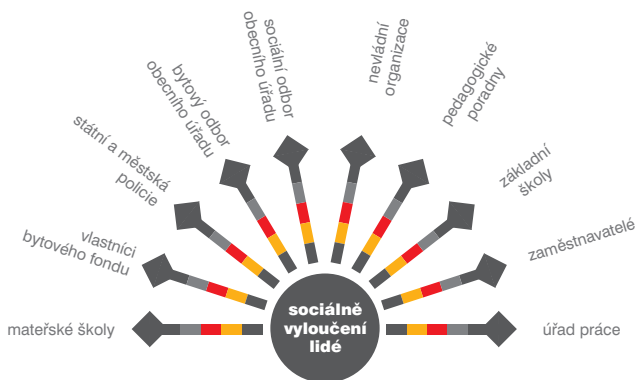 mateřské školy
vlastníci
bytového fondu
státní a městská
policie
bytový odbor
obecního úřadu
sociální odbor
obecního úřadu
nevládní
organizace
pedagogické
poradny
základní
školy
zaměstnavatelé
úřad práce
sociálně
vyloučení
lidé